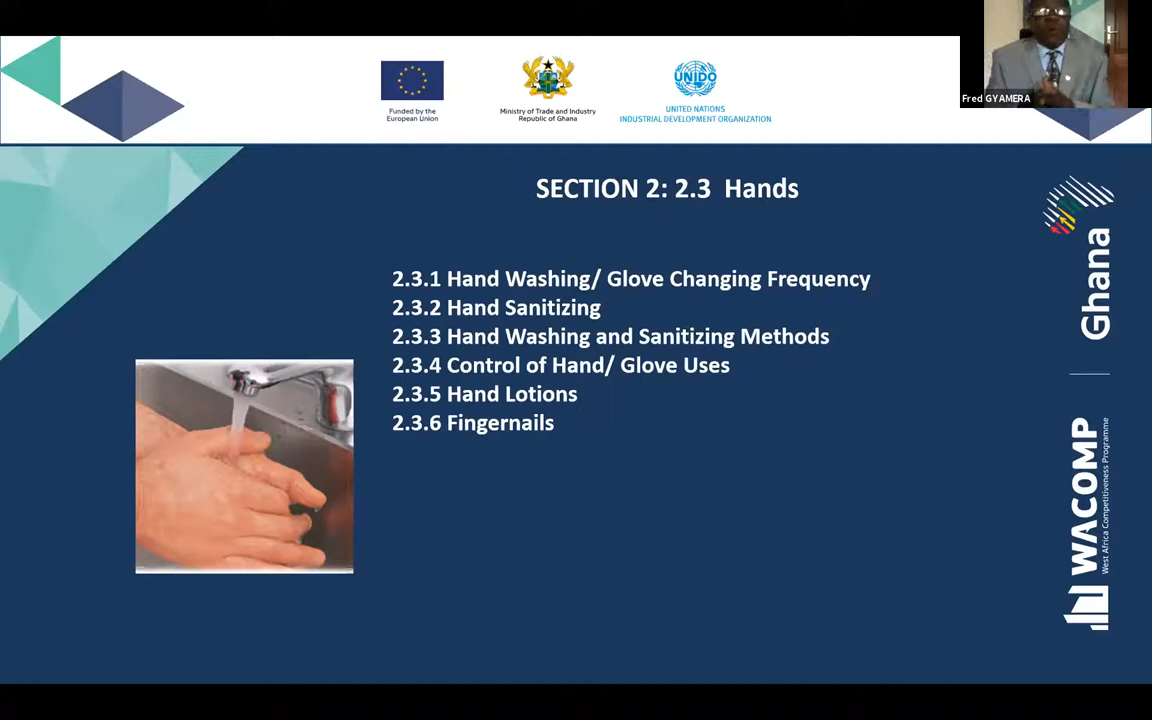 Funded by the
European Union
Ministry of Trade and Industry
Republic of Ghana
UNIDO
UNITED NATIONS
INDUSTRIAL DEVELOPMENT ORGANIZATION
Fred GYAMERA
SECTION 2: 2.3 Hands
2.3.1 Hand Washing/ Glove Changing Frequency
2.3.2 Hand Sanitizing
2.3.3 Hand Washing and Sanitizing Methods
2.3.4 Control of Hand/ Glove Uses
2.3.5 Hand Lotions
2.3.6 Fingernails
Ghana
WACOMP
West Africa Competitiveness Programme